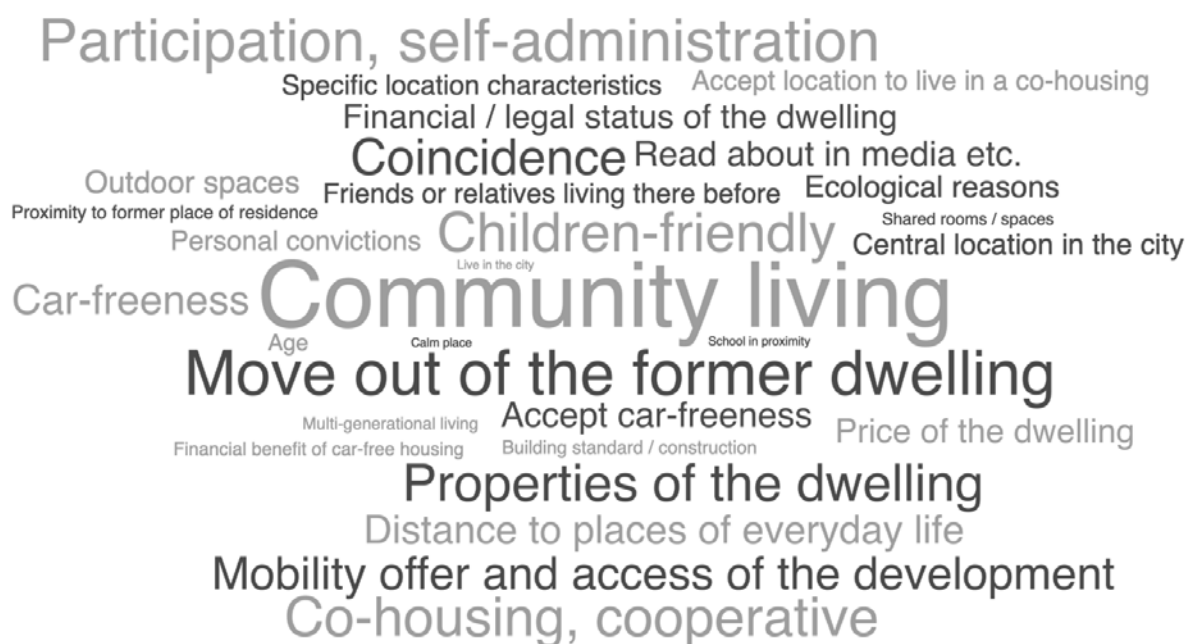 Participation, self-administration
Specific location characteristics
Accept location to live in a co-housing
Financial / legal status of the dwelling
Coincidence
Read about in media etc.
Outdoor spaces
Friends or relatives living there before
Ecological reasons
Proximity to former place of residence
Shared rooms / spaces
Personal convictions
Children-friendly
Central location in the city
Live in the city
Car-freeness
Community living
Age
Calm place
School in proximity
Move out of the former dwelling
Multi-generational living
Accept car-freeness
Price of the dwelling
Financial benefit of car-free housing
Building standard / construction
Properties of the dwelling
Distance to places of everyday life
Mobility offer and access of the development
Co-housing, cooperative